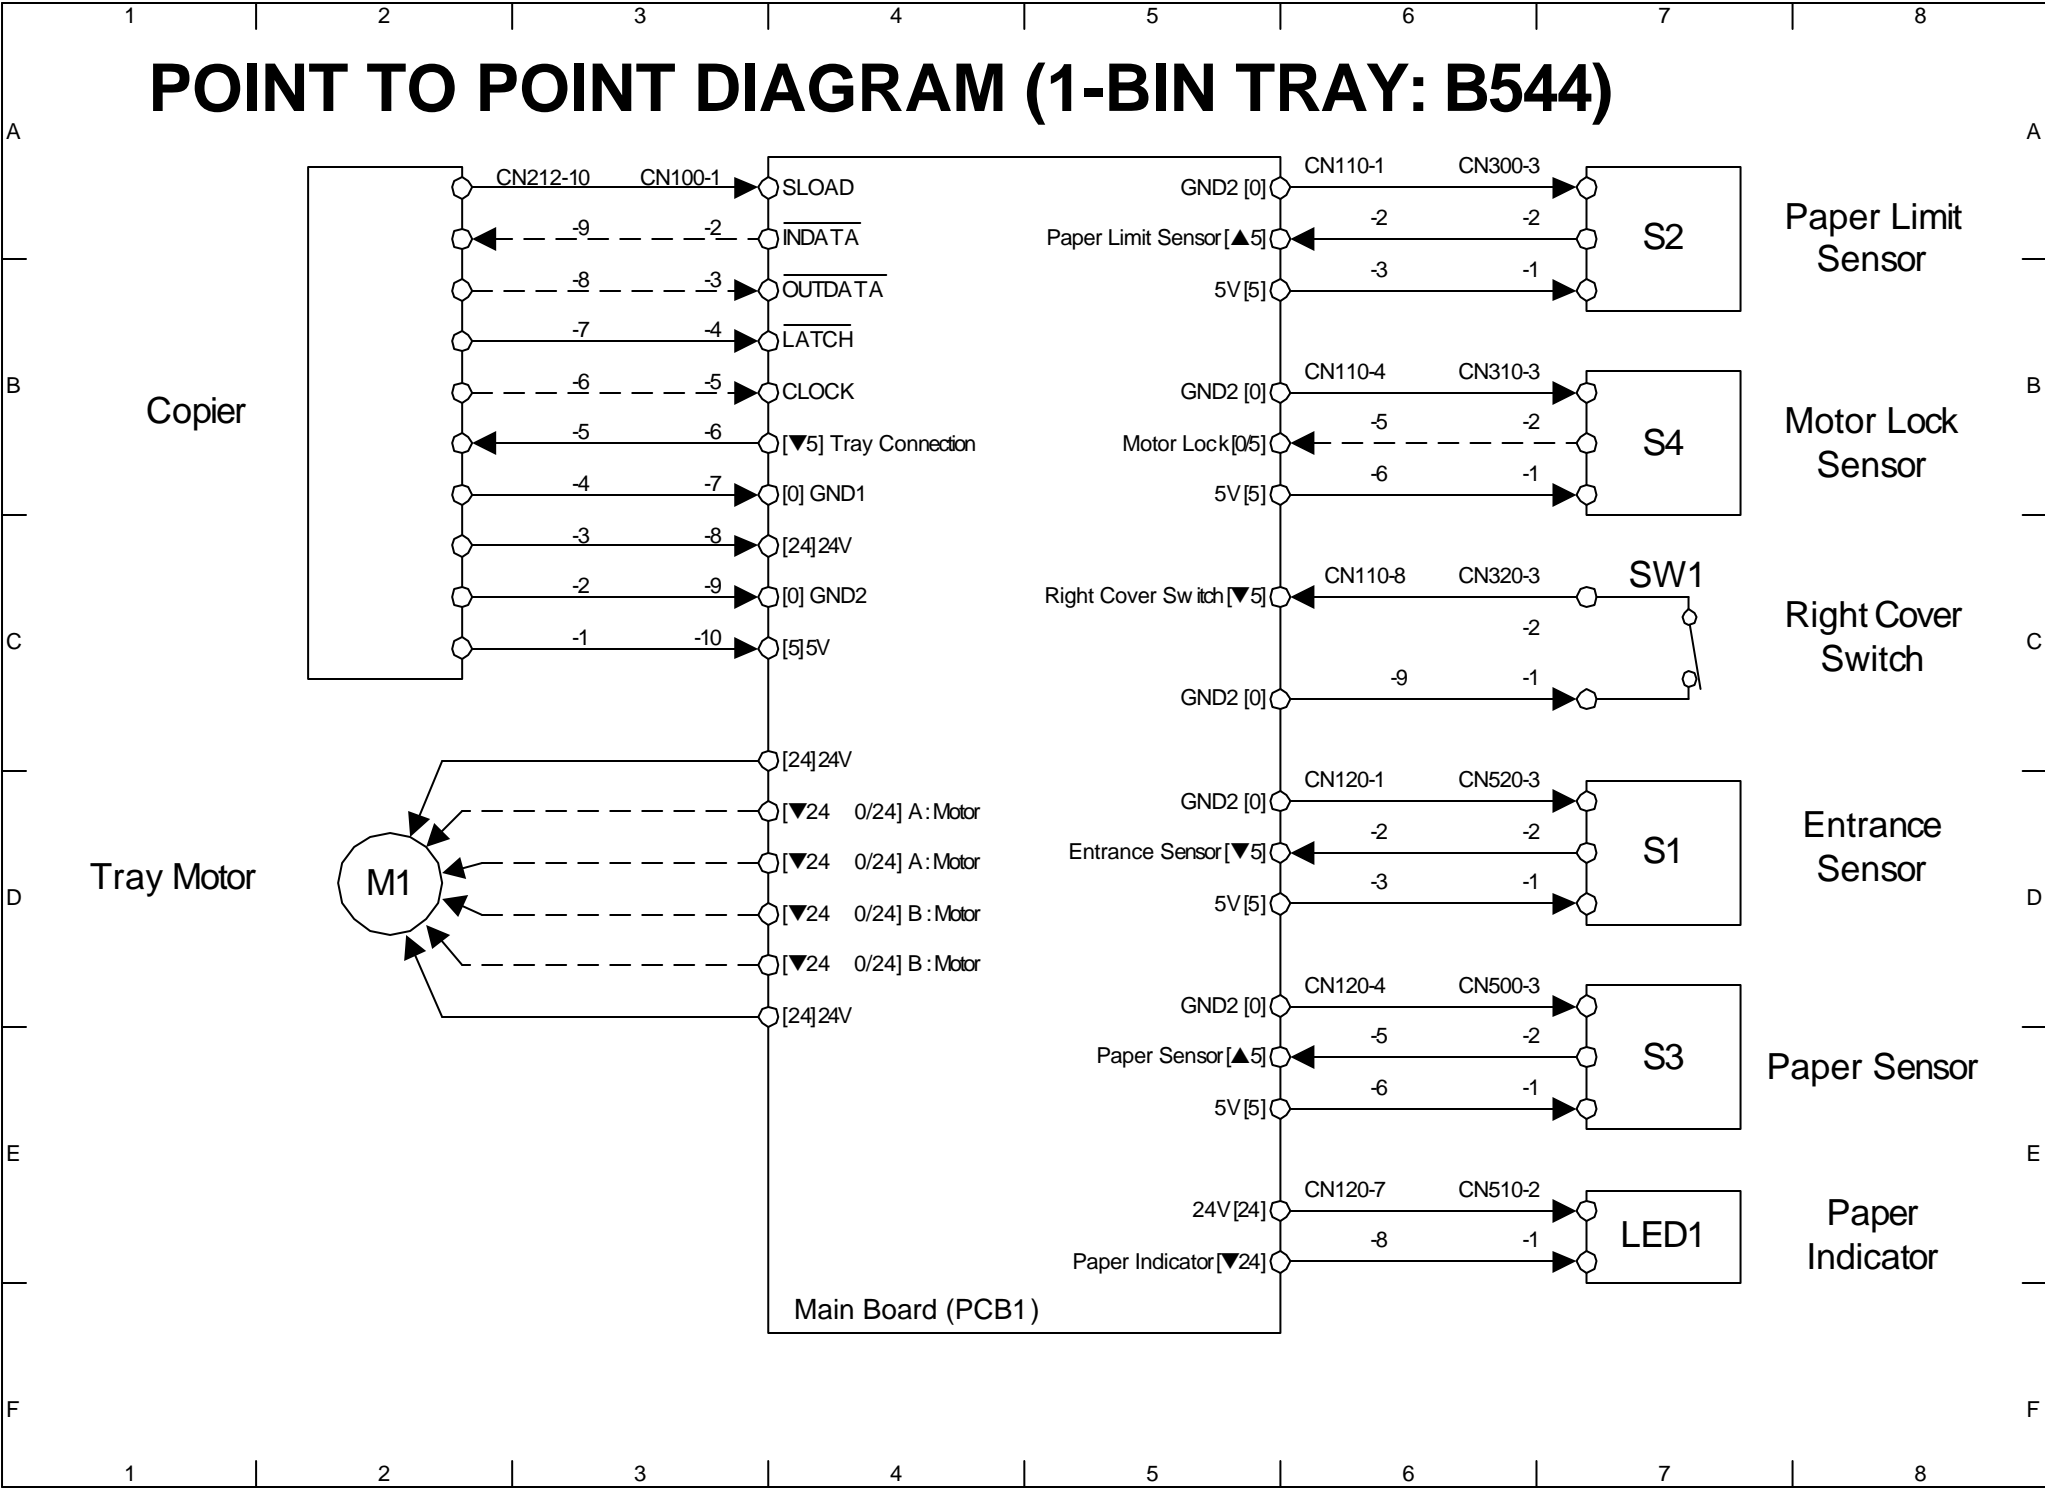 1 2 3 4 5 6 7 8
POINT TO POINT DIAGRAM (1-BIN TRAY: B544)
A A
B B
C C
D D
E E
F F
Copier
CN212-10 CN100-1 SLOAD
-9 -2 INDATA
-8 -3 OUTDATA
-7 -4 LATCH
-6 -5 CLOCK
-5 -6 [▼5] Tray Connection
-4 -7 [0] GND1
-3 -8 [24]24V
-2 -9 [0] GND2
-1 -10 [5]5V
Tray Motor
M1
[24]24V
[▼24 0/24] A:Motor
[▼24 0/24] A:Motor
[▼24 0/24] B:Motor
[▼24 0/24] B:Motor
[24]24V
Main Board (PCB1)
GND2 [0] CN110-1 CN300-3
Paper Limit Sensor[▲5] -2 -2
5V[5] -3 -1
S2
Paper Limit
Sensor
GND2 [0] CN110-4 CN310-3
Motor Lock[0/5] -5 -2
5V[5] -6 -1
S4
Motor Lock
Sensor
Right Cover Switch[▼5] CN110-8 CN320-3
-2
GND2 [0] -9 -1
SW1
Right Cover
Switch
GND2 [0] CN120-1 CN520-3
Entrance Sensor[▼5] -2 -2
5V[5] -3 -1
S1
Entrance
Sensor
GND2 [0] CN120-4 CN500-3
Paper Sensor[▲5] -5 -2
5V[5] -6 -1
S3
Paper Sensor
24V[24] CN120-7 CN510-2
Paper Indicator[▼24] -8 -1
LED1
Paper
Indicator
1 2 3 4 5 6 7 8